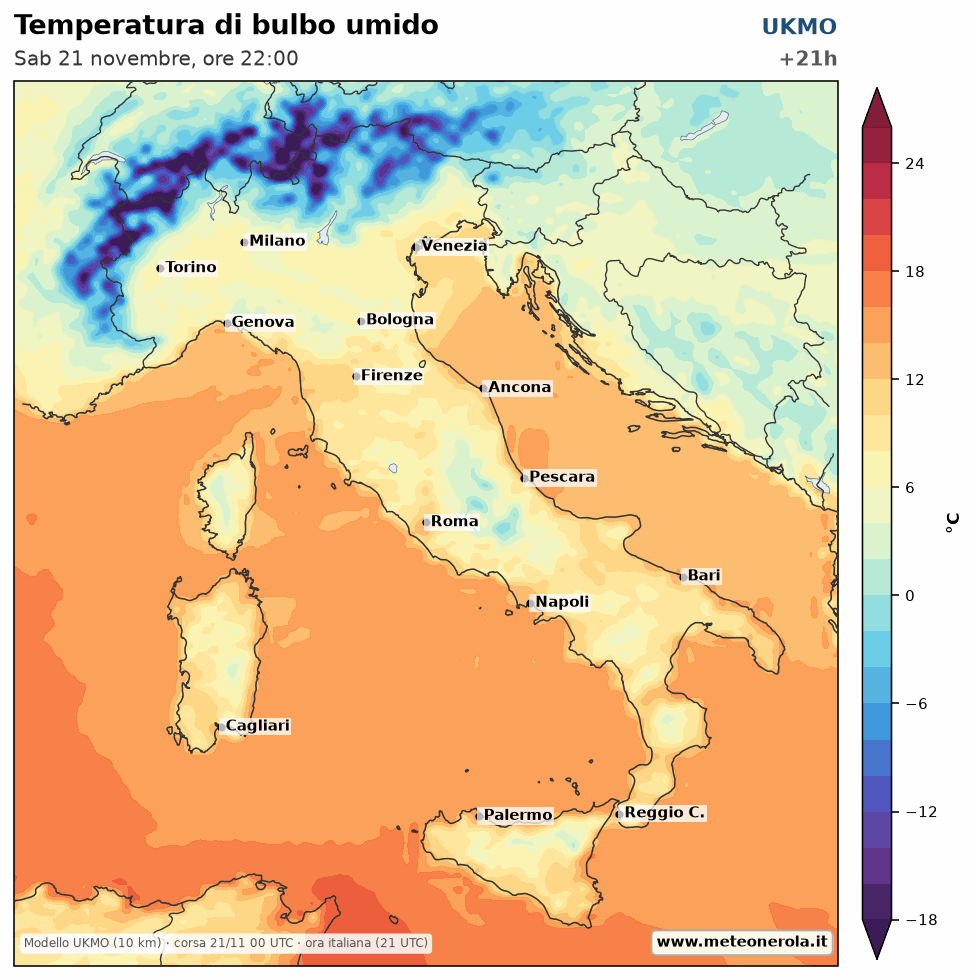 Temperatura di bulbo umido
UKMO
Sab 21 novembre, ore 22:00
+21h
Milano
Venezia
Torino
Genova
Bologna
Firenze
Ancona
Pescara
Roma
Bari
Napoli
Cagliari
Palermo
Reggio C.
24
18
12
6
0
−6
−12
−18
°C
Modello UKMO (10 km) · corsa 21/11 00 UTC · ora italiana (21 UTC)
www.meteonerola.it